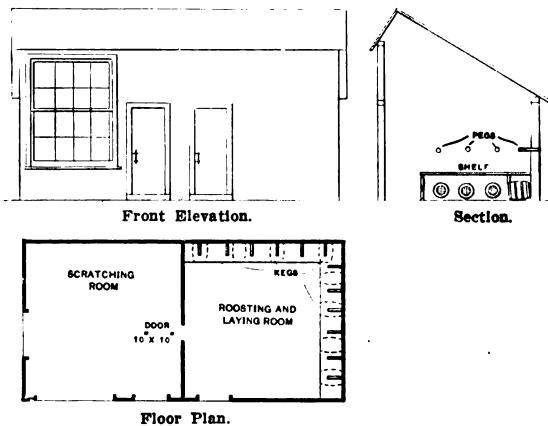 PEGS
SHELF
Front Elevation.
Section.
SCRATCHING
ROOM
KEGS
ROOSTING AND
LAYING ROOM
DOOR
10" X 10"
Floor Plan.